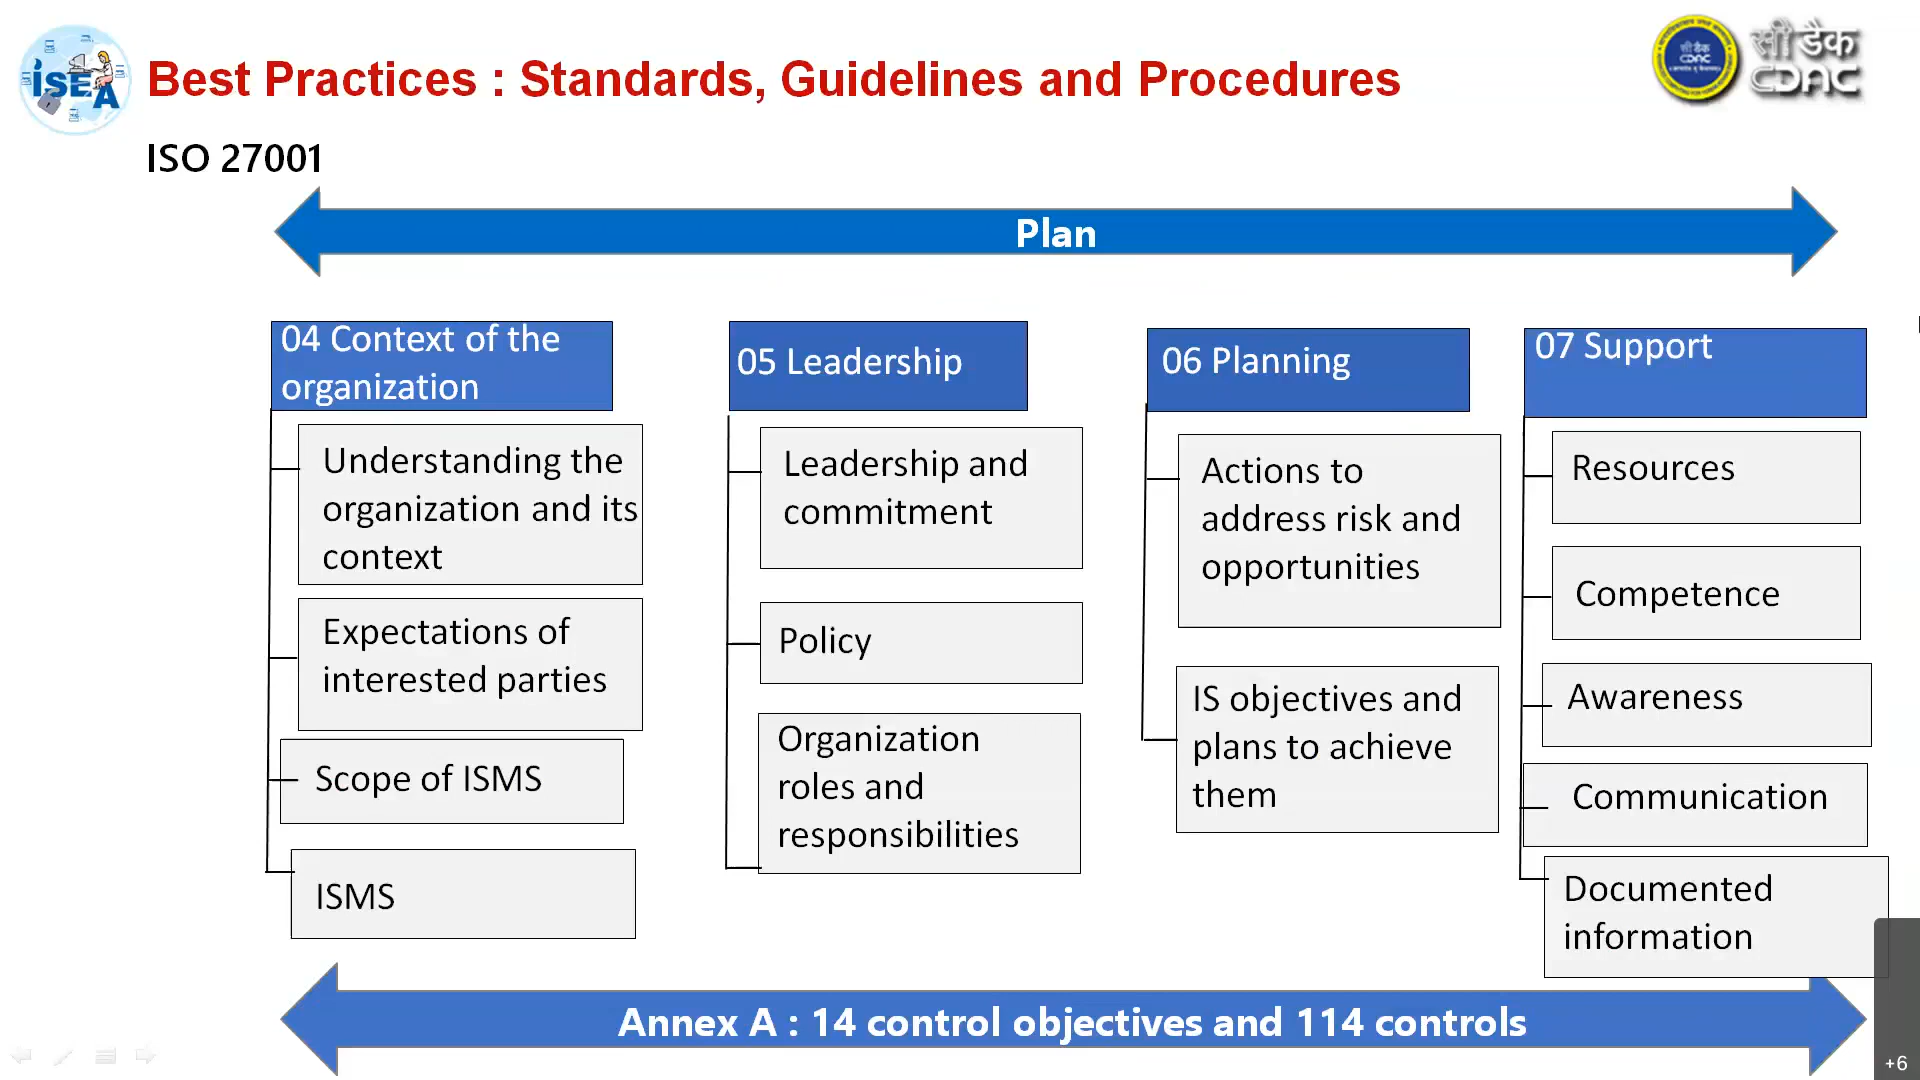 ISEA
Best Practices : Standards, Guidelines and Procedures
सी डैक
CDAC
सी डैक
CDAC
ISO 27001
Plan
04 Context of the
organization
Understanding the
organization and its
context
Expectations of
interested parties
Scope of ISMS
ISMS
05 Leadership
Leadership and
commitment
Policy
Organization
roles and
responsibilities
06 Planning
Actions to
address risk and
opportunities
IS objectives and
plans to achieve
them
07 Support
Resources
Competence
Awareness
Communication
Documented
information
Annex A : 14 control objectives and 114 controls
+6